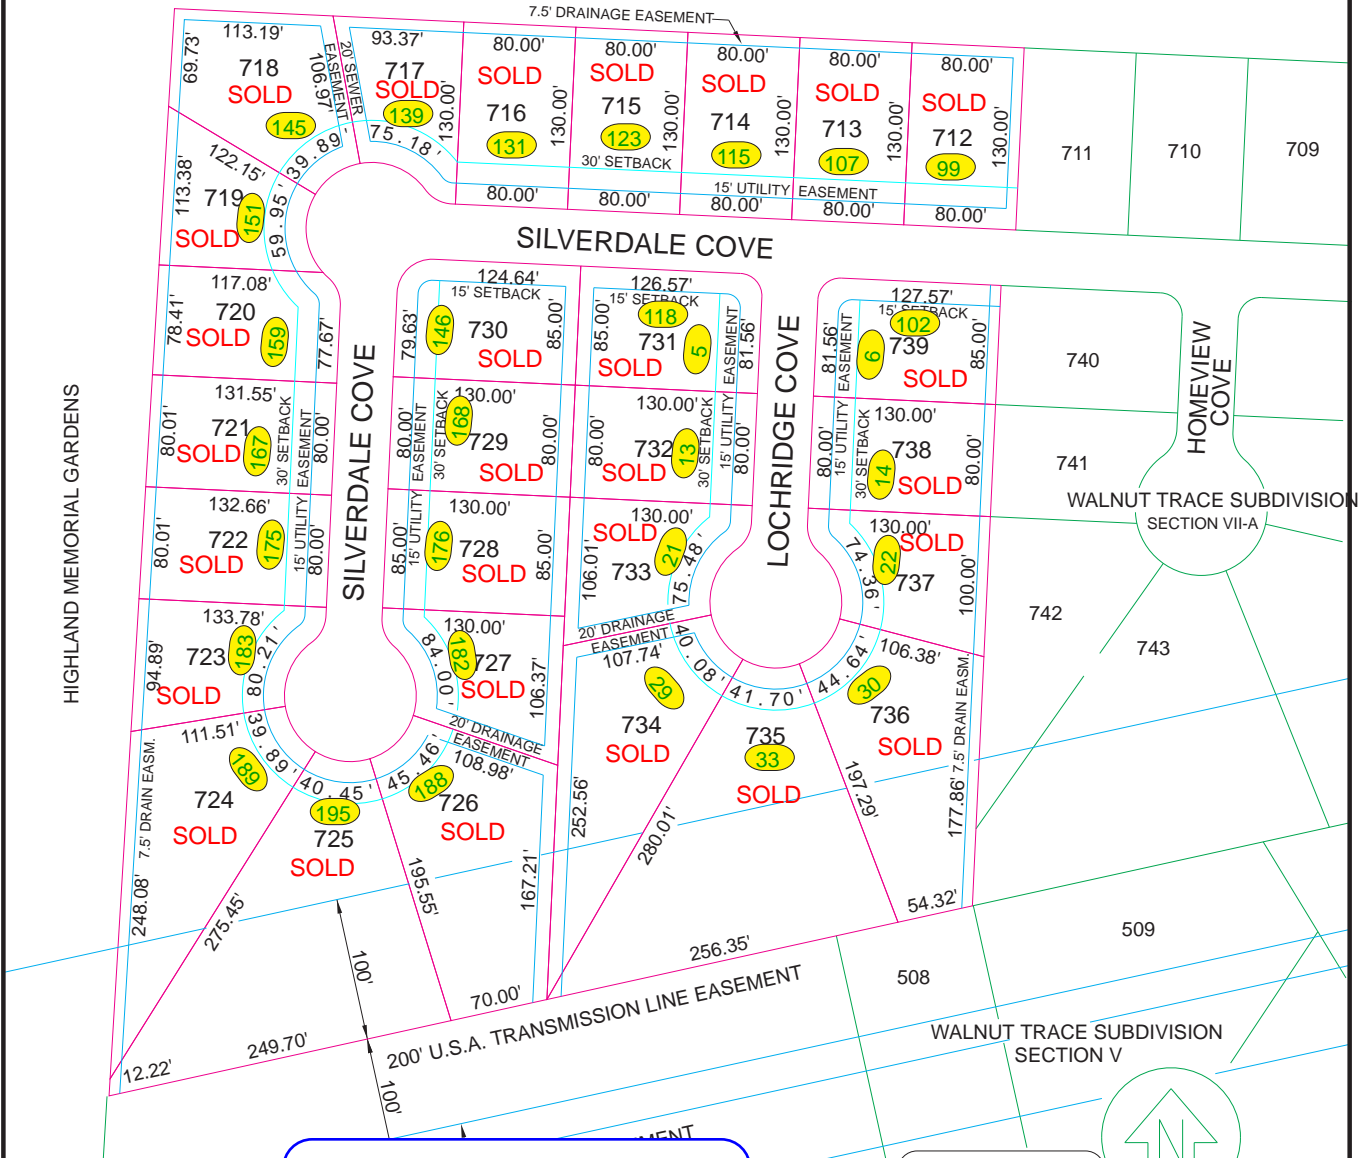 7.5' DRAINAGE EASEMENT
113.19'
69.73'
718
SOLD
106.97'
145
20' SEWER
EASEMENT
93.37'
717
SOLD
139
130.00'
75.18'
39.89'
80.00'
SOLD
716
131
130.00'
80.00'
80.00'
SOLD
715
123
130.00'
80.00'
80.00'
SOLD
714
115
130.00'
80.00'
80.00'
SOLD
713
107
130.00'
80.00'
80.00'
SOLD
712
99
130.00'
80.00'
30' SETBACK
15' UTILITY EASEMENT
711
710
709
122.15'
113.38'
719
151
SOLD
59.95'
SILVERDALE COVE
117.08'
78.41'
720
SOLD
159
77.67'
124.64'
15' SETBACK
79.63'
146
730
SOLD
85.00'
126.57'
15' SETBACK
118
85.00'
731
5
SOLD
81.56'
127.57'
15' SETBACK
102
81.56'
6
739
SOLD
85.00'
740
HOMEVIEW
COVE
HIGHLAND MEMORIAL GARDENS
131.55'
80.01'
721
SOLD
167
30' SETBACK
15' UTILITY EASEMENT
80.00'
SILVERDALE COVE
80.00'
15' UTILITY EASEMENT
30' SETBACK
130.00'
168
729
SOLD
80.00'
80.00'
130.00'
732
13
SOLD
30' SETBACK
15' UTILITY EASEMENT
80.00'
LOCHRIDGE COVE
80.00'
15' UTILITY EASEMENT
30' SETBACK
130.00'
738
14
SOLD
80.00'
741
WALNUT TRACE SUBDIVISION
SECTION VII-A
132.66'
80.01'
722
SOLD
175
80.00'
85.00'
176
130.00'
728
SOLD
85.00'
130.00'
SOLD
106.01'
733
21
75.48'
130.00'
SOLD
22
737
74.36'
100.00'
742
743
133.78'
94.89'
723
183
SOLD
80.21'
130.00'
182
727
SOLD
84.00'
106.37'
20' DRAINAGE
EASEMENT
20' DRAINAGE
EASEMENT
107.74'
40.08'
29
734
SOLD
252.56'
41.70'
735
33
SOLD
280.01'
44.64'
106.38'
30
736
SOLD
197.29'
177.86'
7.5' DRAIN EASM.
54.32'
111.51'
39.89'
189
724
SOLD
7.5' DRAIN EASM.
248.08'
40.45'
195
725
SOLD
275.45'
45.46'
108.98'
188
726
SOLD
195.55'
167.21'
70.00'
256.35'
100'
249.70'
12.22'
100'
200' U.S.A. TRANSMISSION LINE EASEMENT
508
509
WALNUT TRACE SUBDIVISION
SECTION V
N